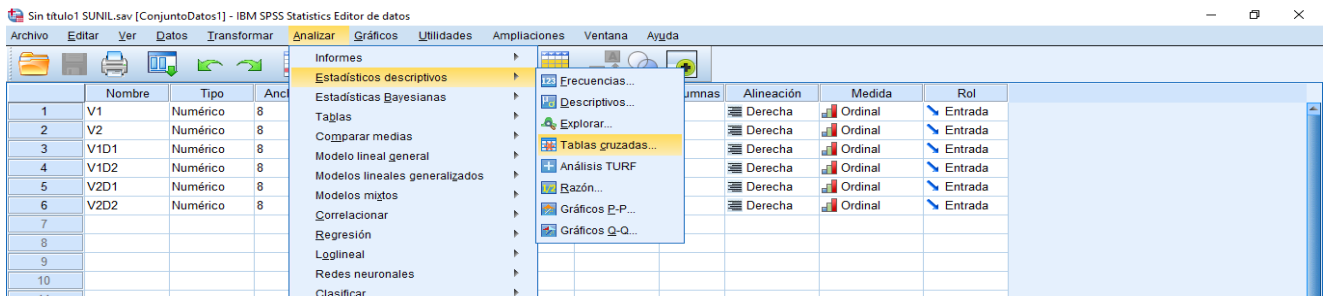 Sin título1 SUNIL.sav [ConjuntoDatos1] - IBM SPSS Statistics Editor de datos
Archivo Editar Ver Datos Transformar Analizar Gráficos Utilidades Ampliaciones Ventana Ayuda
Informes
Estadísticos descriptivos
Estadísticas Bayesianas
Tablas
Comparar medias
Modelo lineal general
Modelos lineales generalizados
Modelos mixtos
Correlacionar
Regresión
Loglineal
Redes neuronales
Clasificar
123 Frecuencias...
Descriptivos...
Explorar...
Tablas cruzadas...
Análisis TURF
1/2 Razón...
Gráficos P-P...
Gráficos Q-Q...
Nombre Tipo Ancl umnas Alineación Medida Rol
1 V1 Numérico 8 Derecha Ordinal Entrada
2 V2 Numérico 8 Derecha Ordinal Entrada
3 V1D1 Numérico 8 Derecha Ordinal Entrada
4 V1D2 Numérico 8 Derecha Ordinal Entrada
5 V2D1 Numérico 8 Derecha Ordinal Entrada
6 V2D2 Numérico 8 Derecha Ordinal Entrada
7
8
9
10